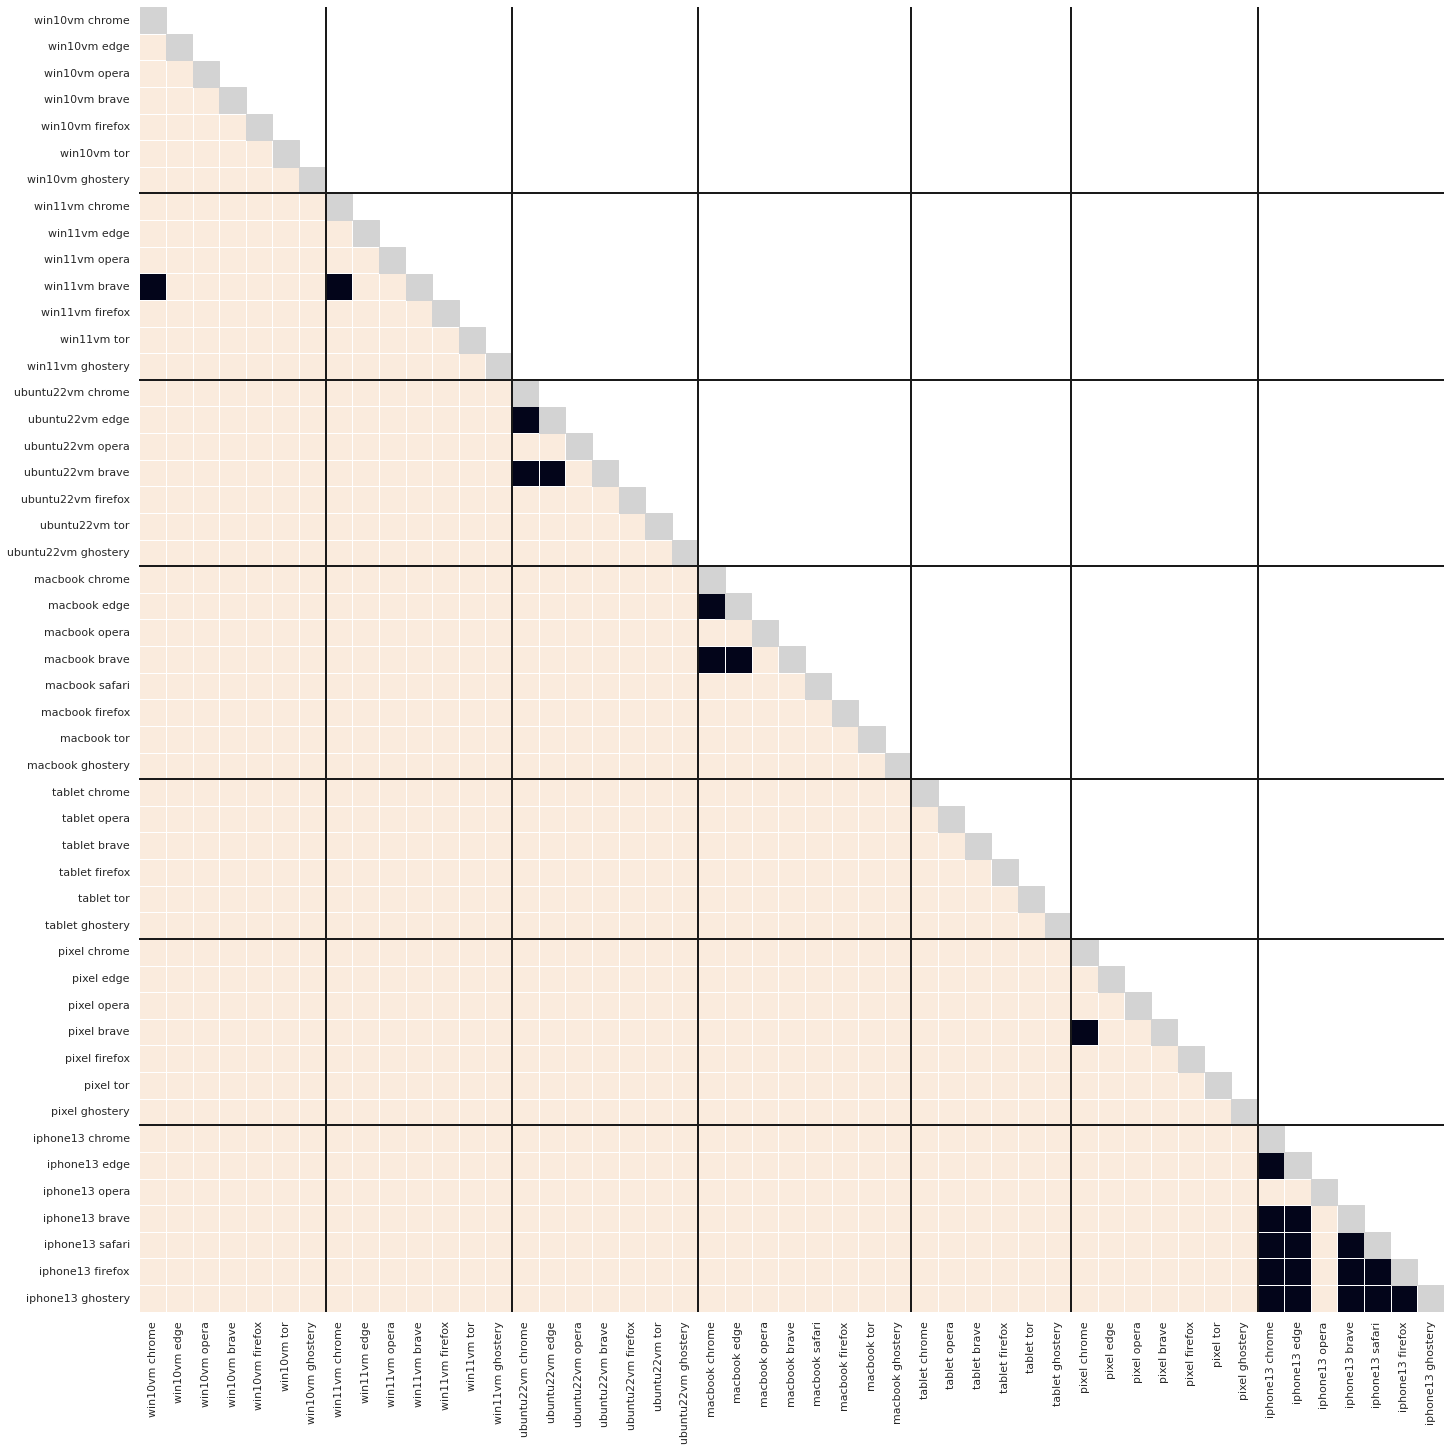 win10vm chrome
win10vm edge
win10vm opera
win10vm brave
win10vm firefox
win10vm tor
win10vm ghostery
win11vm chrome
win11vm edge
win11vm opera
win11vm brave
win11vm firefox
win11vm tor
win11vm ghostery
ubuntu22vm chrome
ubuntu22vm edge
ubuntu22vm opera
ubuntu22vm brave
ubuntu22vm firefox
ubuntu22vm tor
ubuntu22vm ghostery
macbook chrome
macbook edge
macbook opera
macbook brave
macbook safari
macbook firefox
macbook tor
macbook ghostery
tablet chrome
tablet opera
tablet brave
tablet firefox
tablet tor
tablet ghostery
pixel chrome
pixel edge
pixel opera
pixel brave
pixel firefox
pixel tor
pixel ghostery
iphone13 chrome
iphone13 edge
iphone13 opera
iphone13 brave
iphone13 safari
iphone13 firefox
iphone13 ghostery
win10vm chrome
win10vm edge
win10vm opera
win10vm brave
win10vm firefox
win10vm tor
win10vm ghostery
win11vm chrome
win11vm edge
win11vm opera
win11vm brave
win11vm firefox
win11vm tor
win11vm ghostery
ubuntu22vm chrome
ubuntu22vm edge
ubuntu22vm opera
ubuntu22vm brave
ubuntu22vm firefox
ubuntu22vm tor
ubuntu22vm ghostery
macbook chrome
macbook edge
macbook opera
macbook brave
macbook safari
macbook firefox
macbook tor
macbook ghostery
tablet chrome
tablet opera
tablet brave
tablet firefox
tablet tor
tablet ghostery
pixel chrome
pixel edge
pixel opera
pixel brave
pixel firefox
pixel tor
pixel ghostery
iphone13 chrome
iphone13 edge
iphone13 opera
iphone13 brave
iphone13 safari
iphone13 firefox
iphone13 ghostery